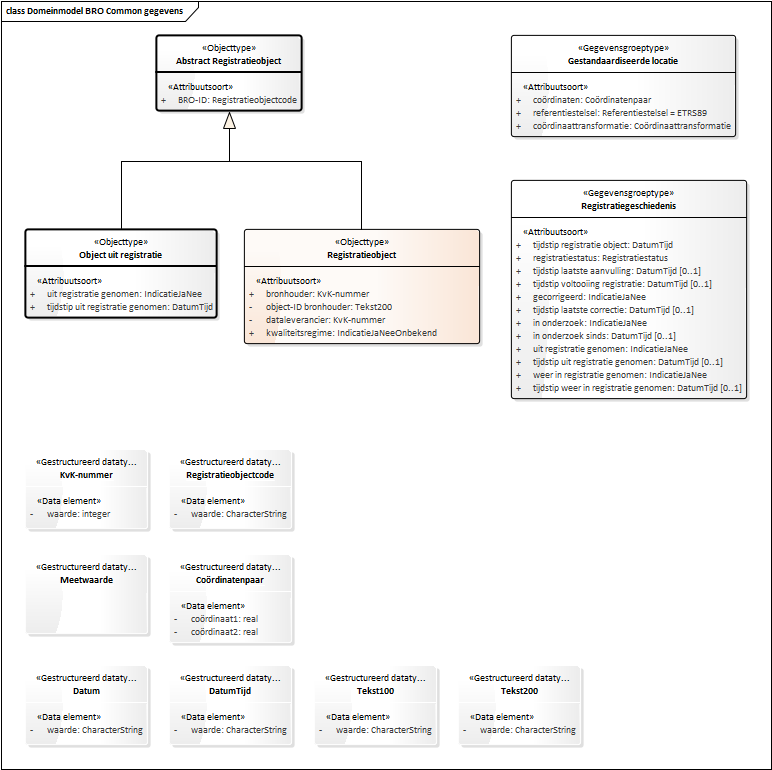 class Domeinmodel BRO Common gegevens
«Objecttype»
Abstract Registratieobject
«Attribuutsoort»
+ BRO-ID: Registratieobjectcode
«Gegevensgroeptype»
Gestandaardiseerde locatie
«Attribuutsoort»
+ coördinaten: Coördinatenpaar
+ referentiestelsel: Referentiestelsel = ETRS89
+ coördinaattransformatie: Coördinaattransformatie
«Objecttype»
Object uit registratie
«Attribuutsoort»
+ uit registratie genomen: IndicatieJaNee
+ tijdstip uit registratie genomen: DatumTijd
«Objecttype»
Registratieobject
«Attribuutsoort»
+ bronhouder: KvK-nummer
- object-ID bronhouder: Tekst200
- dataleverancier: KvK-nummer
+ kwaliteitsregime: IndicatieJaNeeOnbekend
«Gegevensgroeptype»
Registratiegeschiedenis
«Attribuutsoort»
+ tijdstip registratie object: DatumTijd
+ registratiestatus: Registratiestatus
+ tijdstip laatste aanvulling: DatumTijd [0..1]
+ tijdstip voltooiing registratie: DatumTijd [0..1]
+ gecorrigeerd: IndicatieJaNee
+ tijdstip laatste correctie: DatumTijd [0..1]
+ in onderzoek: IndicatieJaNee
+ in onderzoek sinds: DatumTijd [0..1]
+ uit registratie genomen: IndicatieJaNee
+ tijdstip uit registratie genomen: DatumTijd [0..1]
+ weer in registratie genomen: IndicatieJaNee
+ tijdstip weer in registratie genomen: DatumTijd [0..1]
«Gestructureerd dataty...
KvK-nummer
«Data element»
- waarde: integer
«Gestructureerd dataty...
Registratieobjectcode
«Data element»
- waarde: CharacterString
«Gestructureerd dataty...
Meetwaarde
«Gestructureerd dataty...
Coördinatenpaar
«Data element»
- coördinaat1: real
- coördinaat2: real
«Gestructureerd dataty...
Datum
«Data element»
- waarde: CharacterString
«Gestructureerd dataty...
DatumTijd
«Data element»
- waarde: CharacterString
«Gestructureerd dataty...
Tekst100
«Data element»
- waarde: CharacterString
«Gestructureerd dataty...
Tekst200
«Data element»
- waarde: CharacterString